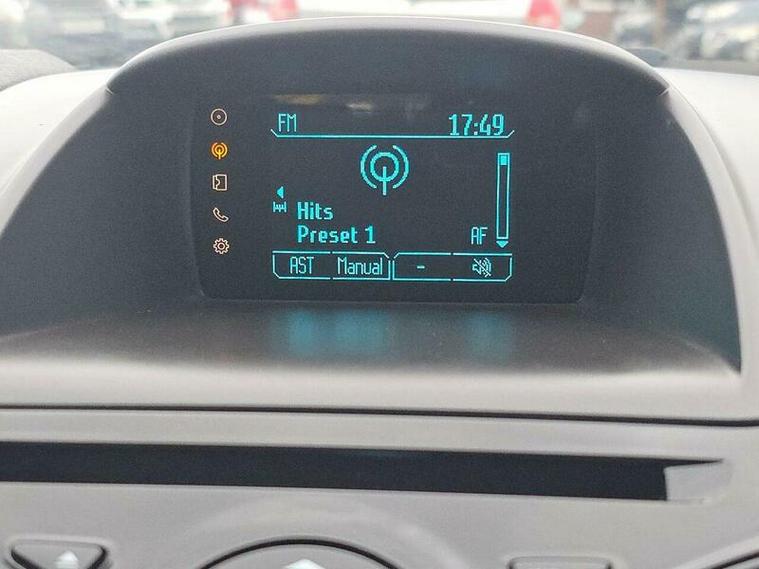 FM 17:49
Hits
Preset 1 AF
AST Manual -